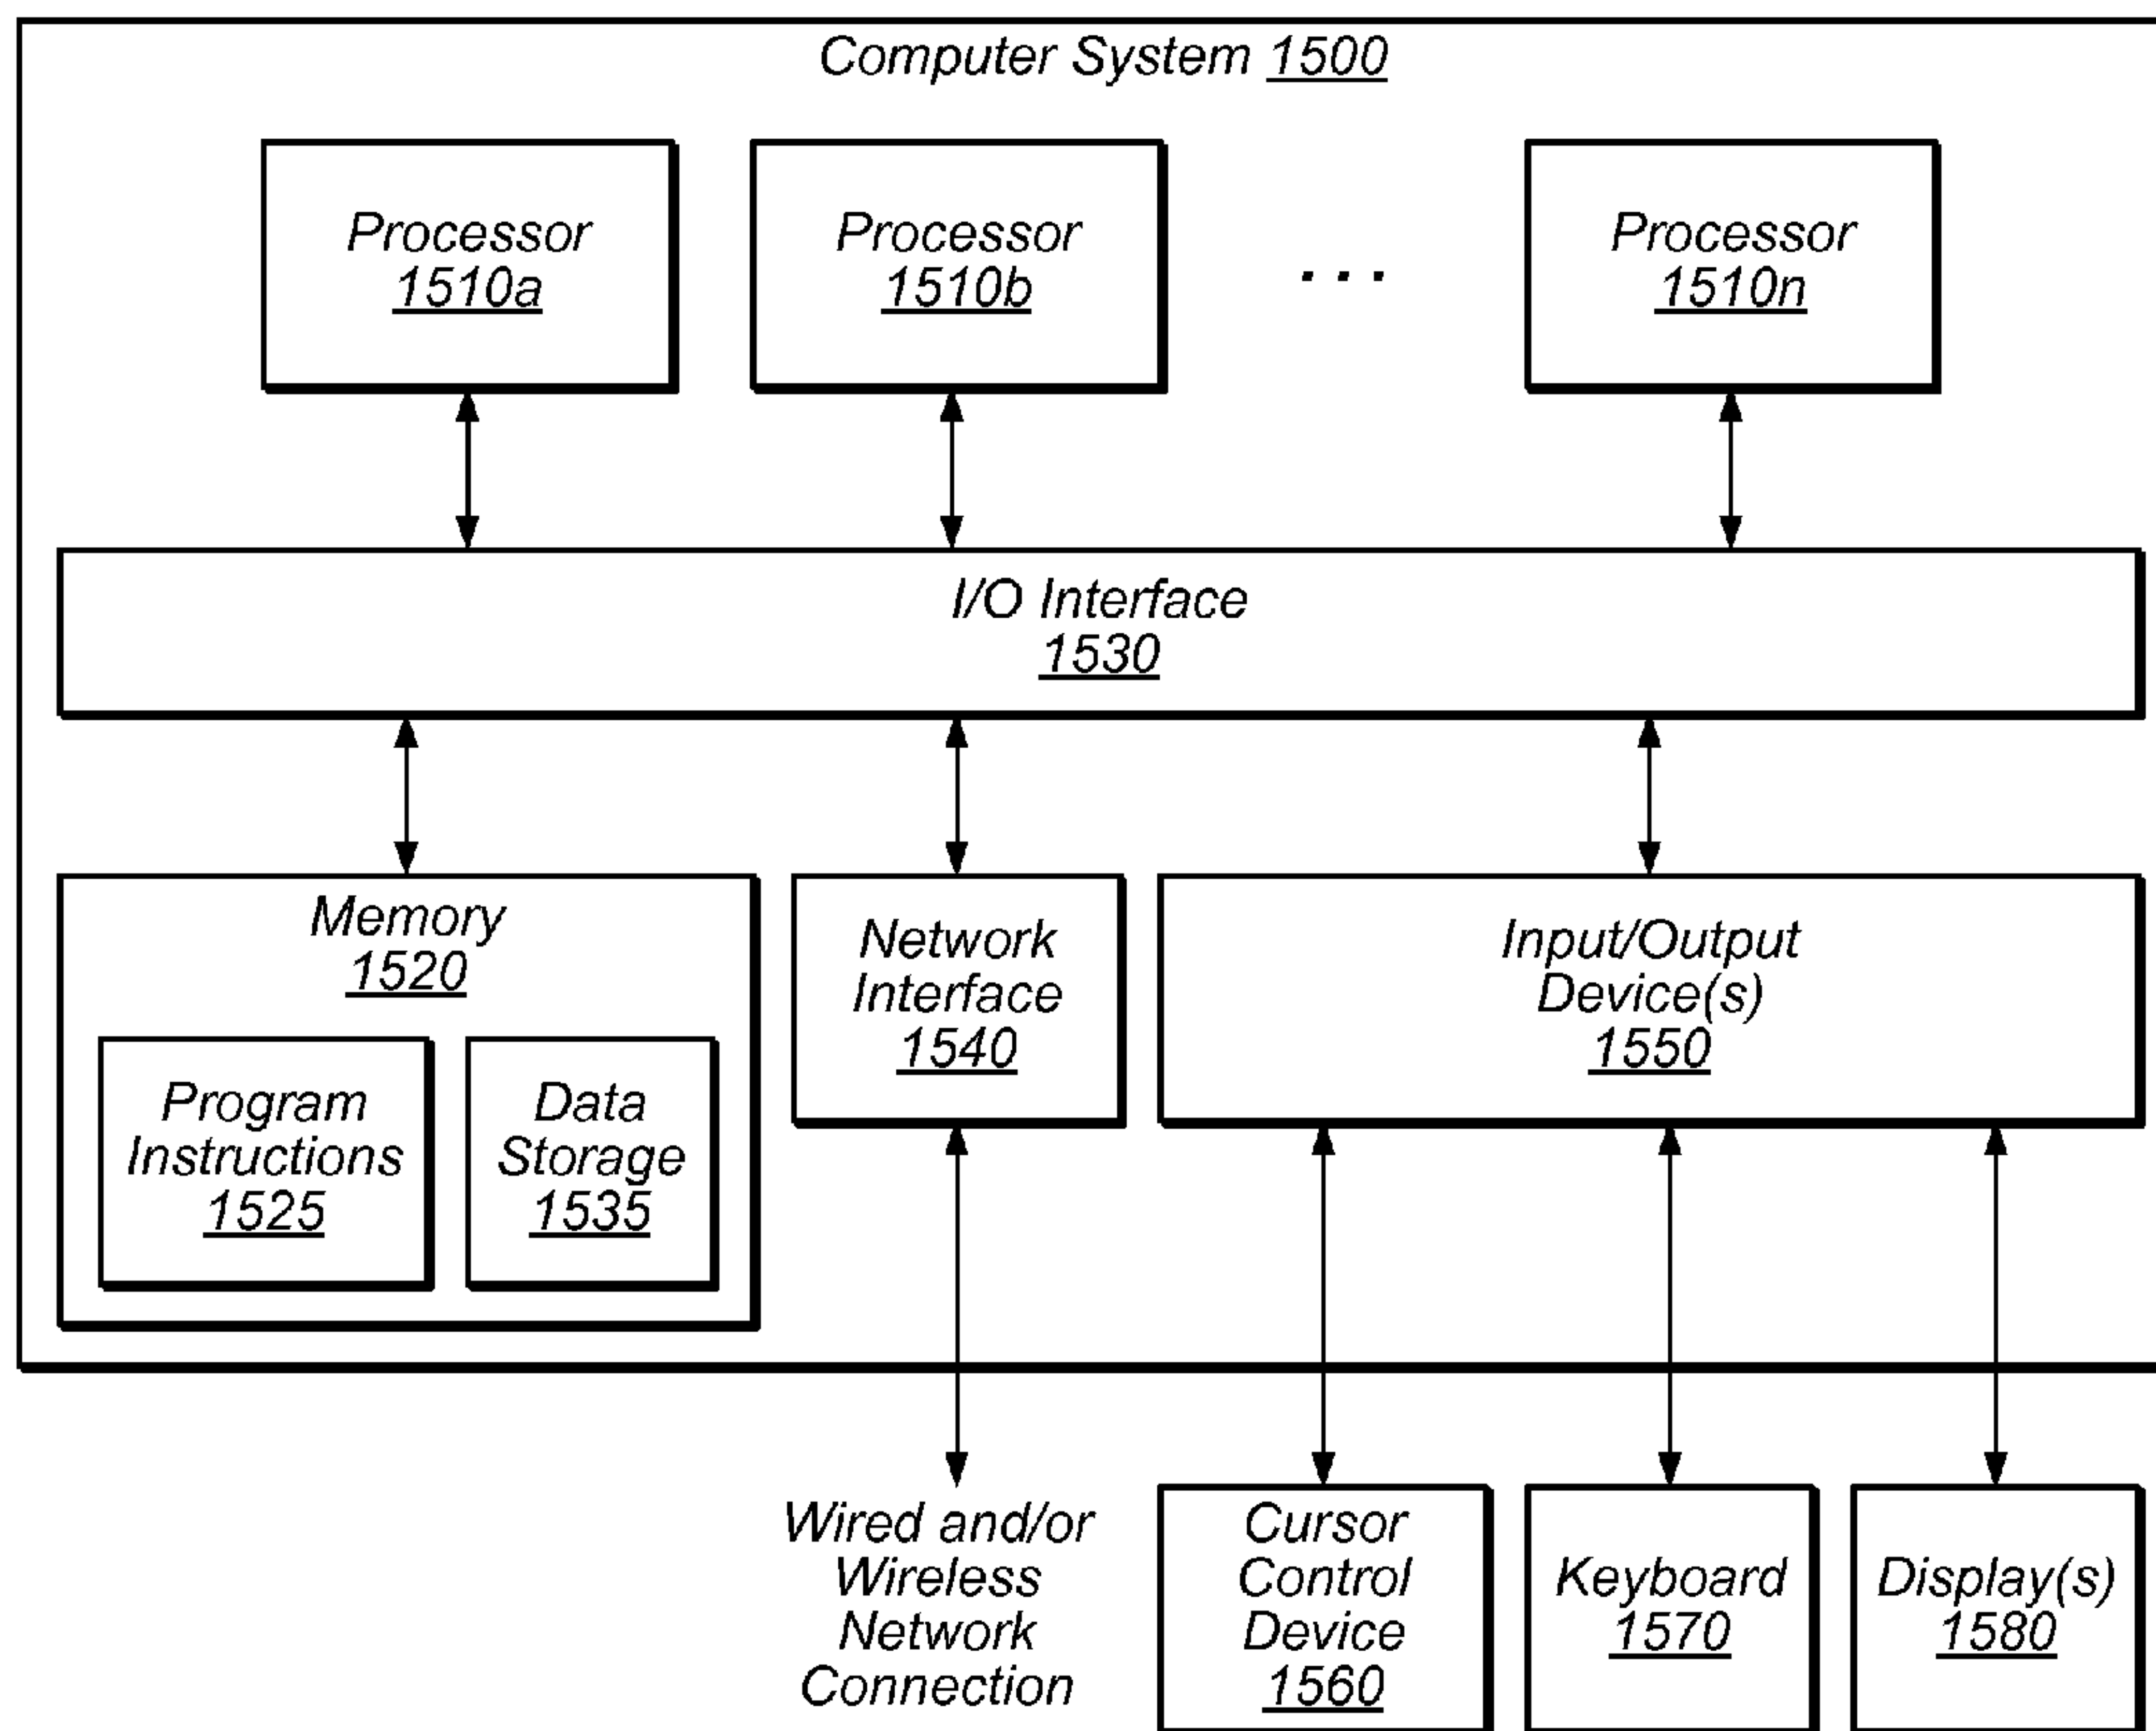 Computer System 1500
Processor
1510a
Processor
1510b
. . .
Processor
1510n
I/O Interface
1530
Memory
1520
Program
Instructions
1525
Data
Storage
1535
Network
Interface
1540
Input/Output
Device(s)
1550
Wired and/or
Wireless
Network
Connection
Cursor
Control
Device
1560
Keyboard
1570
Display(s)
1580